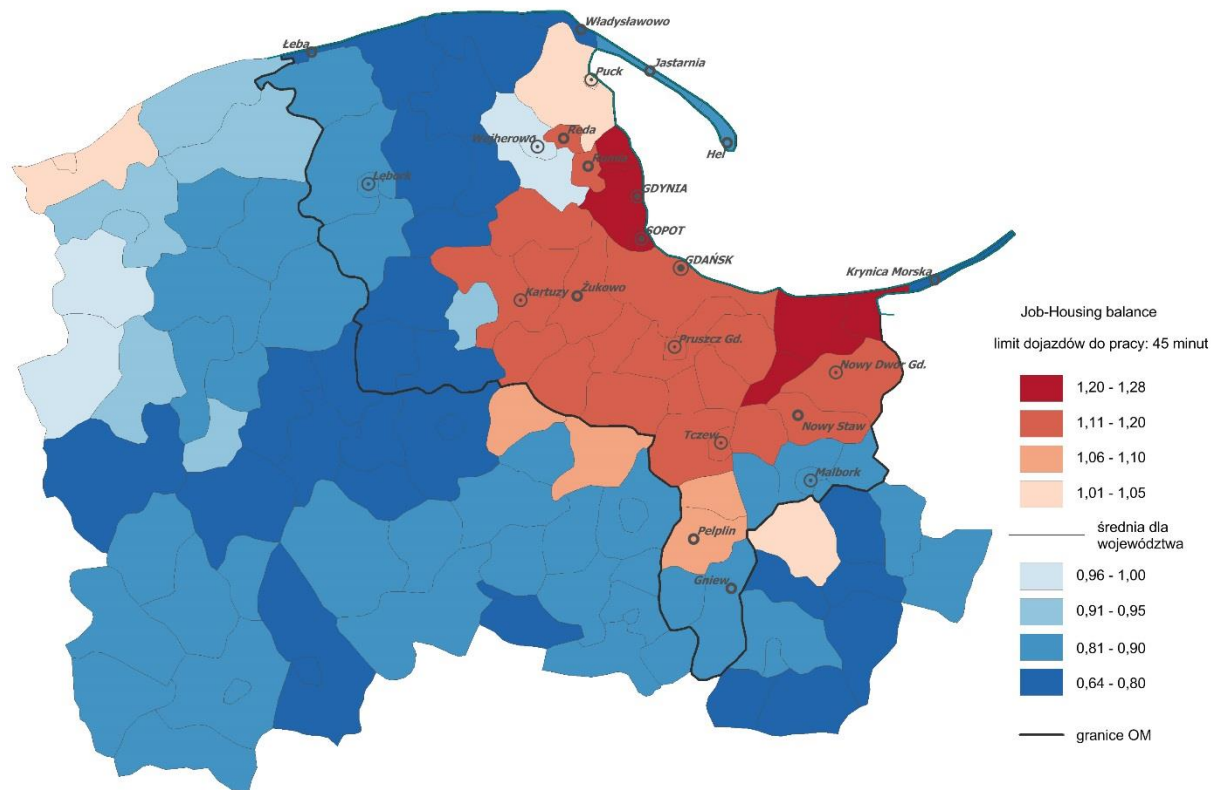 Władysławowo
Łeba
Jastarnia
Puck
Reda
Wejherowo
Hel
Rumia
Lębork
GDYNIA
SOPOT
GDAŃSK
Krynica Morska
Kartuzy
Żukowo
Pruszcz Gd.
Nowy Dwór Gd.
Nowy Staw
Tczew
Malbork
Pelplin
Gniew
Job-Housing balance
limit dojazdów do pracy: 45 minut
1,20 - 1,28
1,11 - 1,20
1,06 - 1,10
1,01 - 1,05
średnia dla
województwa
0,96 - 1,00
0,91 - 0,95
0,81 - 0,90
0,64 - 0,80
granice OM